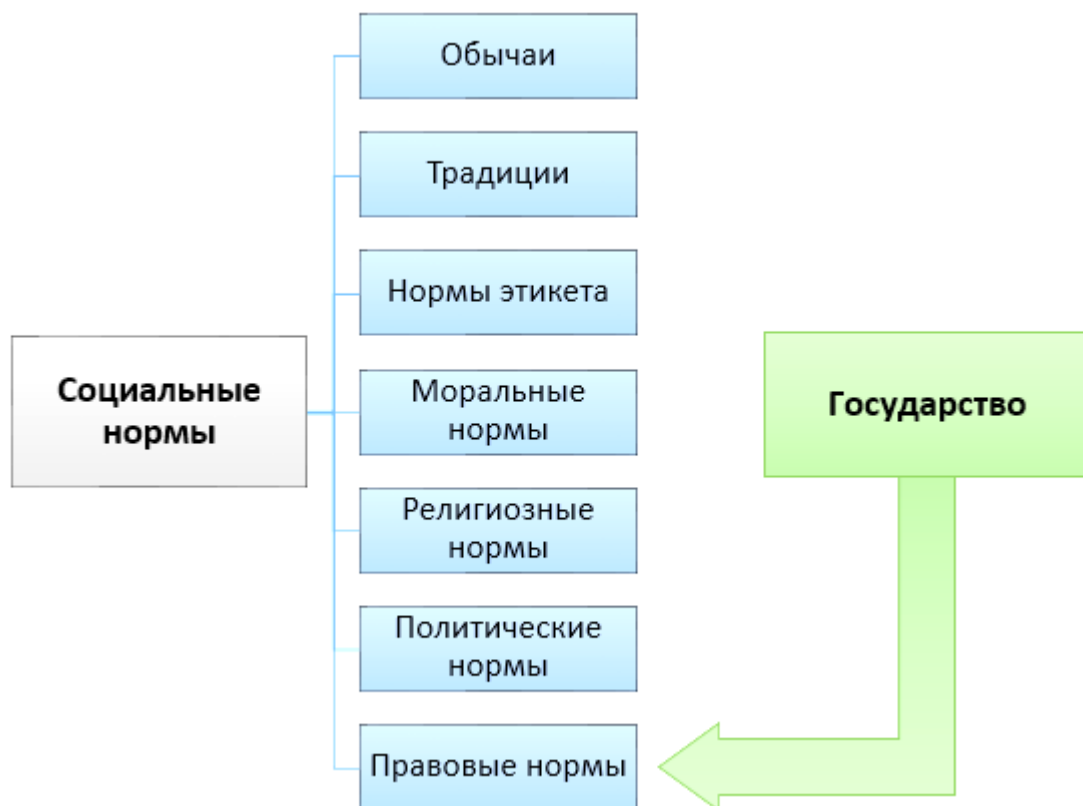 Обычаи
Традиции
Нормы этикета
Социальные
нормы
Моральные
нормы
Государство
Религиозные
нормы
Политические
нормы
Правовые нормы